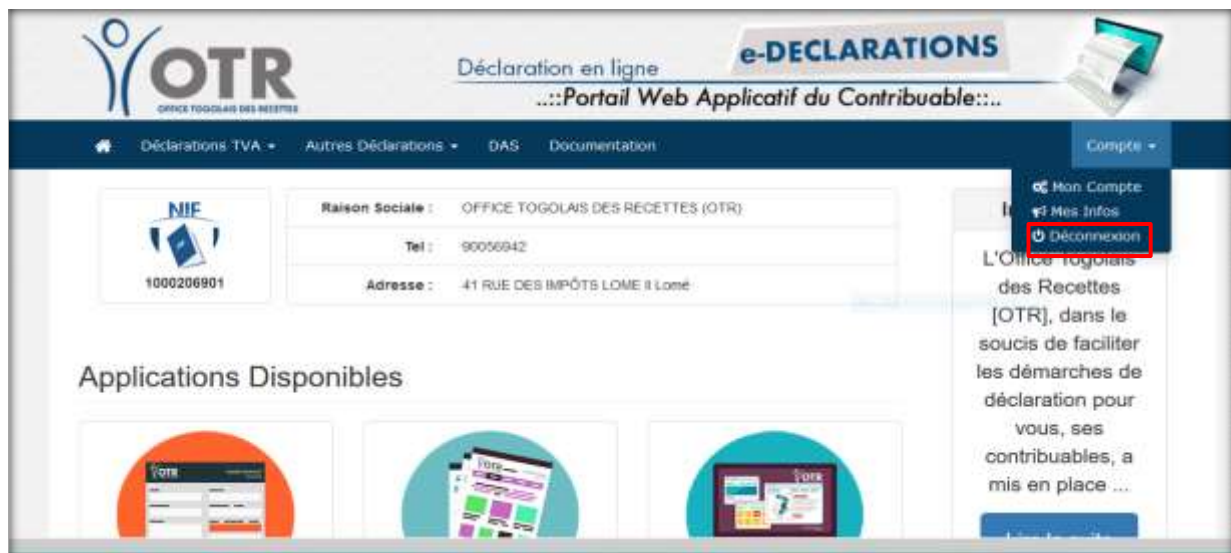 OTR
OFFICE TOGOLAIS DES RECETTES
e-DECLARATIONS
Déclaration en ligne
..::Portail Web Applicatif du Contribuable::..
Déclarations TVA
Autres Déclarations
DAS
Documentation
Compte
Mon Compte
Mes Infos
Déconnexion
NIF
1000206901
Raison Sociale :
OFFICE TOGOLAIS DES RECETTES (OTR)
Tel :
90056942
Adresse :
41 RUE DES IMPÔTS LOME II Lomé
L'Office Togolais
des Recettes
[OTR], dans le
soucis de faciliter
les démarches de
déclaration pour
vous, ses
contribuables, a
mis en place ...
Applications Disponibles
OTR
OTR
OTR